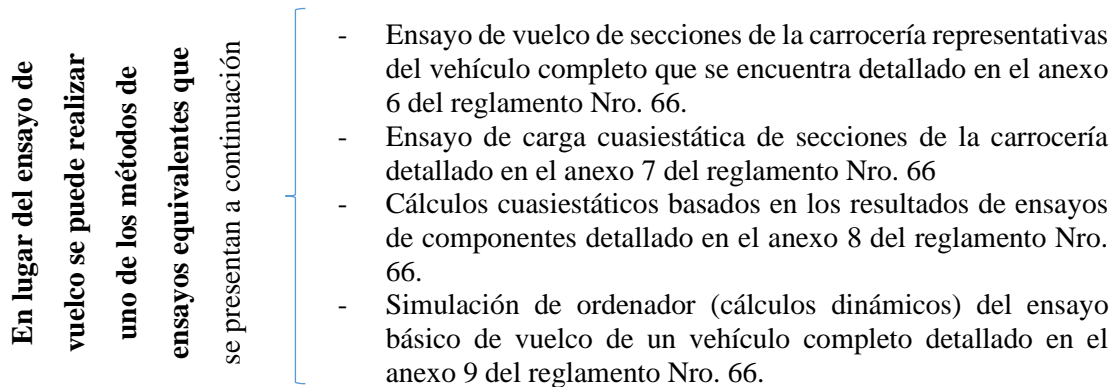 En lugar del ensayo de
vuelco se puede realizar
uno de los métodos de
ensayos equivalentes que
se presentan a continuación
- Ensayo de vuelco de secciones de la carrocería representativas
del vehículo completo que se encuentra detallado en el anexo
6 del reglamento Nro. 66.
- Ensayo de carga cuasiestática de secciones de la carrocería
detallado en el anexo 7 del reglamento Nro. 66
- Cálculos cuasiestáticos basados en los resultados de ensayos
de componentes detallado en el anexo 8 del reglamento Nro.
66.
- Simulación de ordenador (cálculos dinámicos) del ensayo
básico de vuelco de un vehículo completo detallado en el
anexo 9 del reglamento Nro. 66.